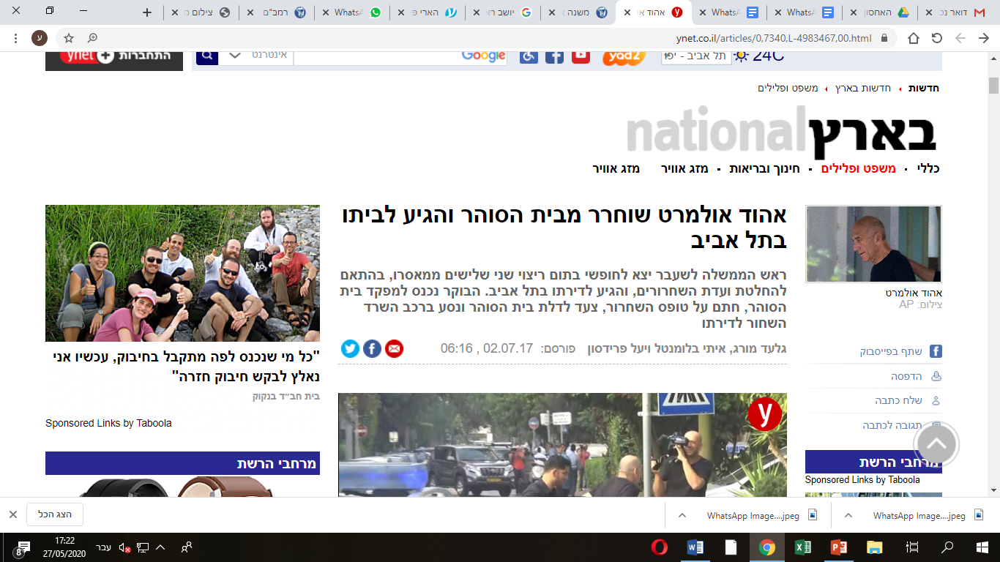 דואר נכנ
האחסון
WhatsA
WhatsA
אהוד או
משנה
יושב רא
הארי פ
WhatsA
רמב"ם
צילום מ
ynet.co.il/articles/0,7340,L-4983467,00.html
ע
24C
תל אביב - יפו
yad2
Google
אינטרנט
ynet+ התחברות
חדשות
חדשות בארץ
משפט ופלילים
בארץ national
כללי • משפט ופלילים • חינוך ובריאות • מזג אוויר מזג אוויר
אהוד אולמרט
צילום: AP
שתף בפייסבוק
הדפסה
שלח כתבה
תגובה לכתבה
מרחבי הרשת
Sponsored Links by Taboola
אהוד אולמרט שוחרר מבית הסוהר והגיע לביתו
בתל אביב
ראש הממשלה לשעבר יצא לחופשי בתום ריצוי שני שלישים ממאסרו, בהתאם
להחלטת ועדת השחרורים, והגיע לדירתו בתל אביב. הבוקר נכנס למפקד בית
הסוהר, חתם על טופס השחרור, צעד לדלת בית הסוהר ונסע ברכב השרד
השחור לדירתו
גלעד מורג, איתי בלומנטל ויעל פרידסון פורסם: 02.07.17 , 06:16
y
"כל מי שנכנס לפה מתקבל בחיבוק, עכשיו אני
נאלץ לבקש חיבוק חזרה"
בית חב״ד בנקוק
Sponsored Links by Taboola
מרחבי הרשת
WhatsApp Image....jpeg
WhatsApp Image....jpeg
הצג הכל
עבר
17:22
27/05/2020
8